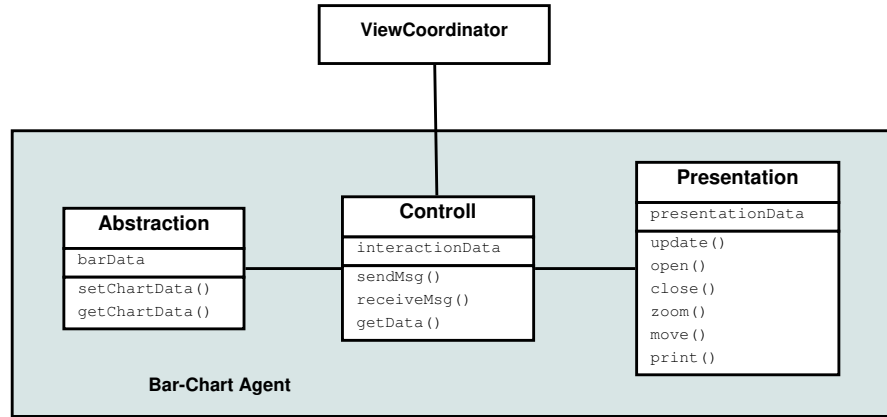 ViewCoordinator
Abstraction
barData
setChartData()
getChartData()
Controll
interactionData
sendMsg()
receiveMsg()
getData()
Presentation
presentationData
update()
open()
close()
zoom()
move()
print()
Bar-Chart Agent